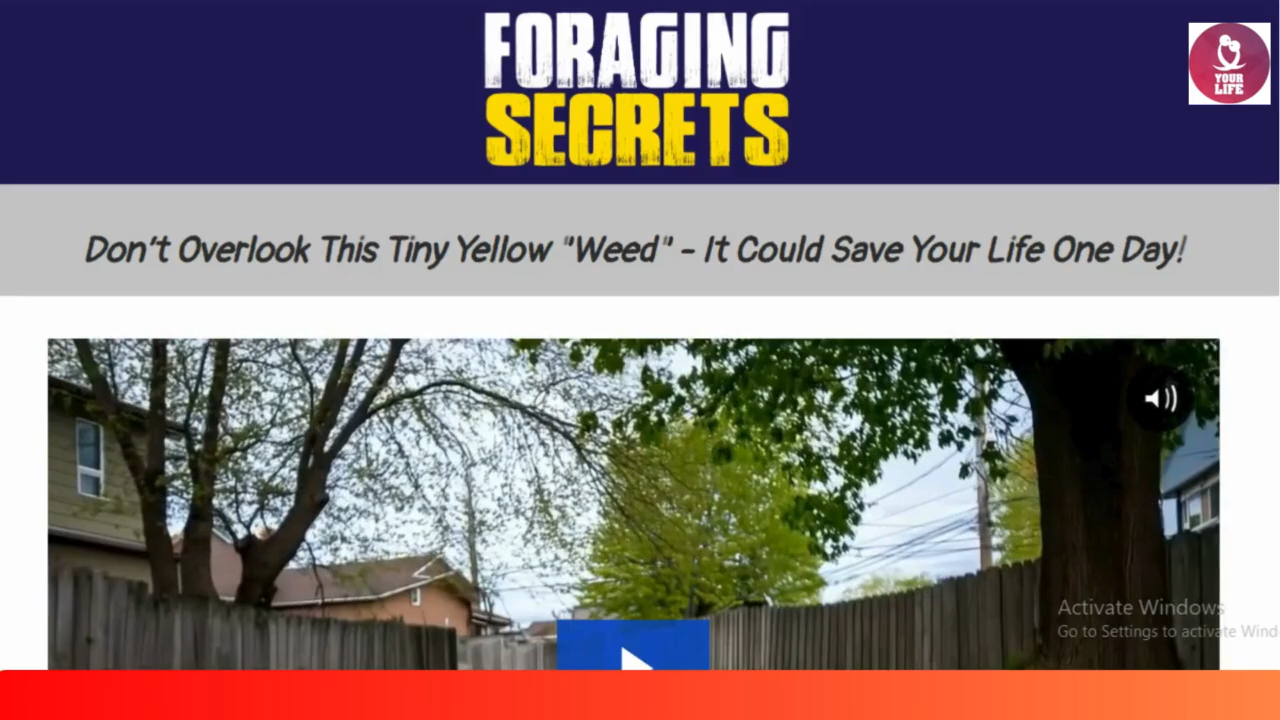 FORAGING
SECRETS
YOUR
LIFE
Don't Overlook This Tiny Yellow "Weed" - It Could Save Your Life One Day!
Activate Windows
Go to Settings to activate Wind